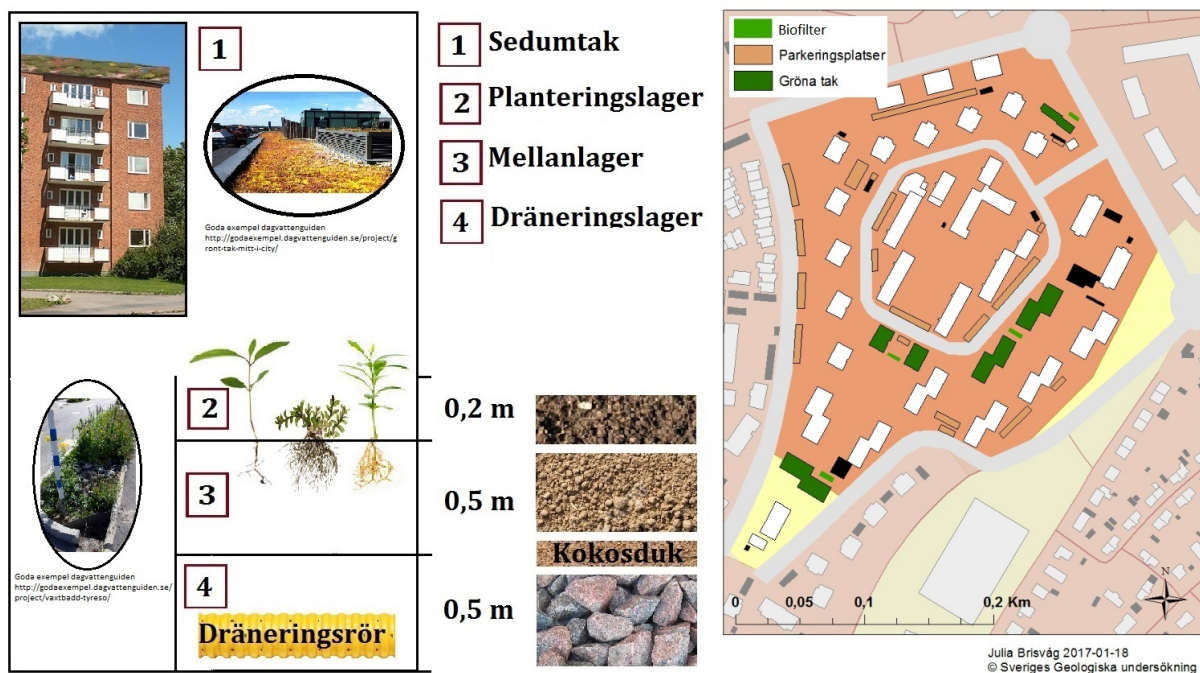 1
Goda exempel dagvattenguiden
http://godaexempel.dagvattenguiden.se/project/g
ront-tak-mitt-i-city/
1 Sedumtak
2 Planteringslager
3 Mellanlager
4 Dräneringslager
2
0,2 m
3
0,5 m
Kokosduk
Goda exempel dagvattenguiden
http://godaexempel.dagvattenguiden.se/
project/vaxtbadd-tyreso/
4
0,5 m
Dräneringsrör
Biofilter
Parkeringsplatser
Gröna tak
N
0 0,05 0,1 0,2 Km
Julia Brisvåg 2017-01-18
© Sveriges Geologiska undersökning